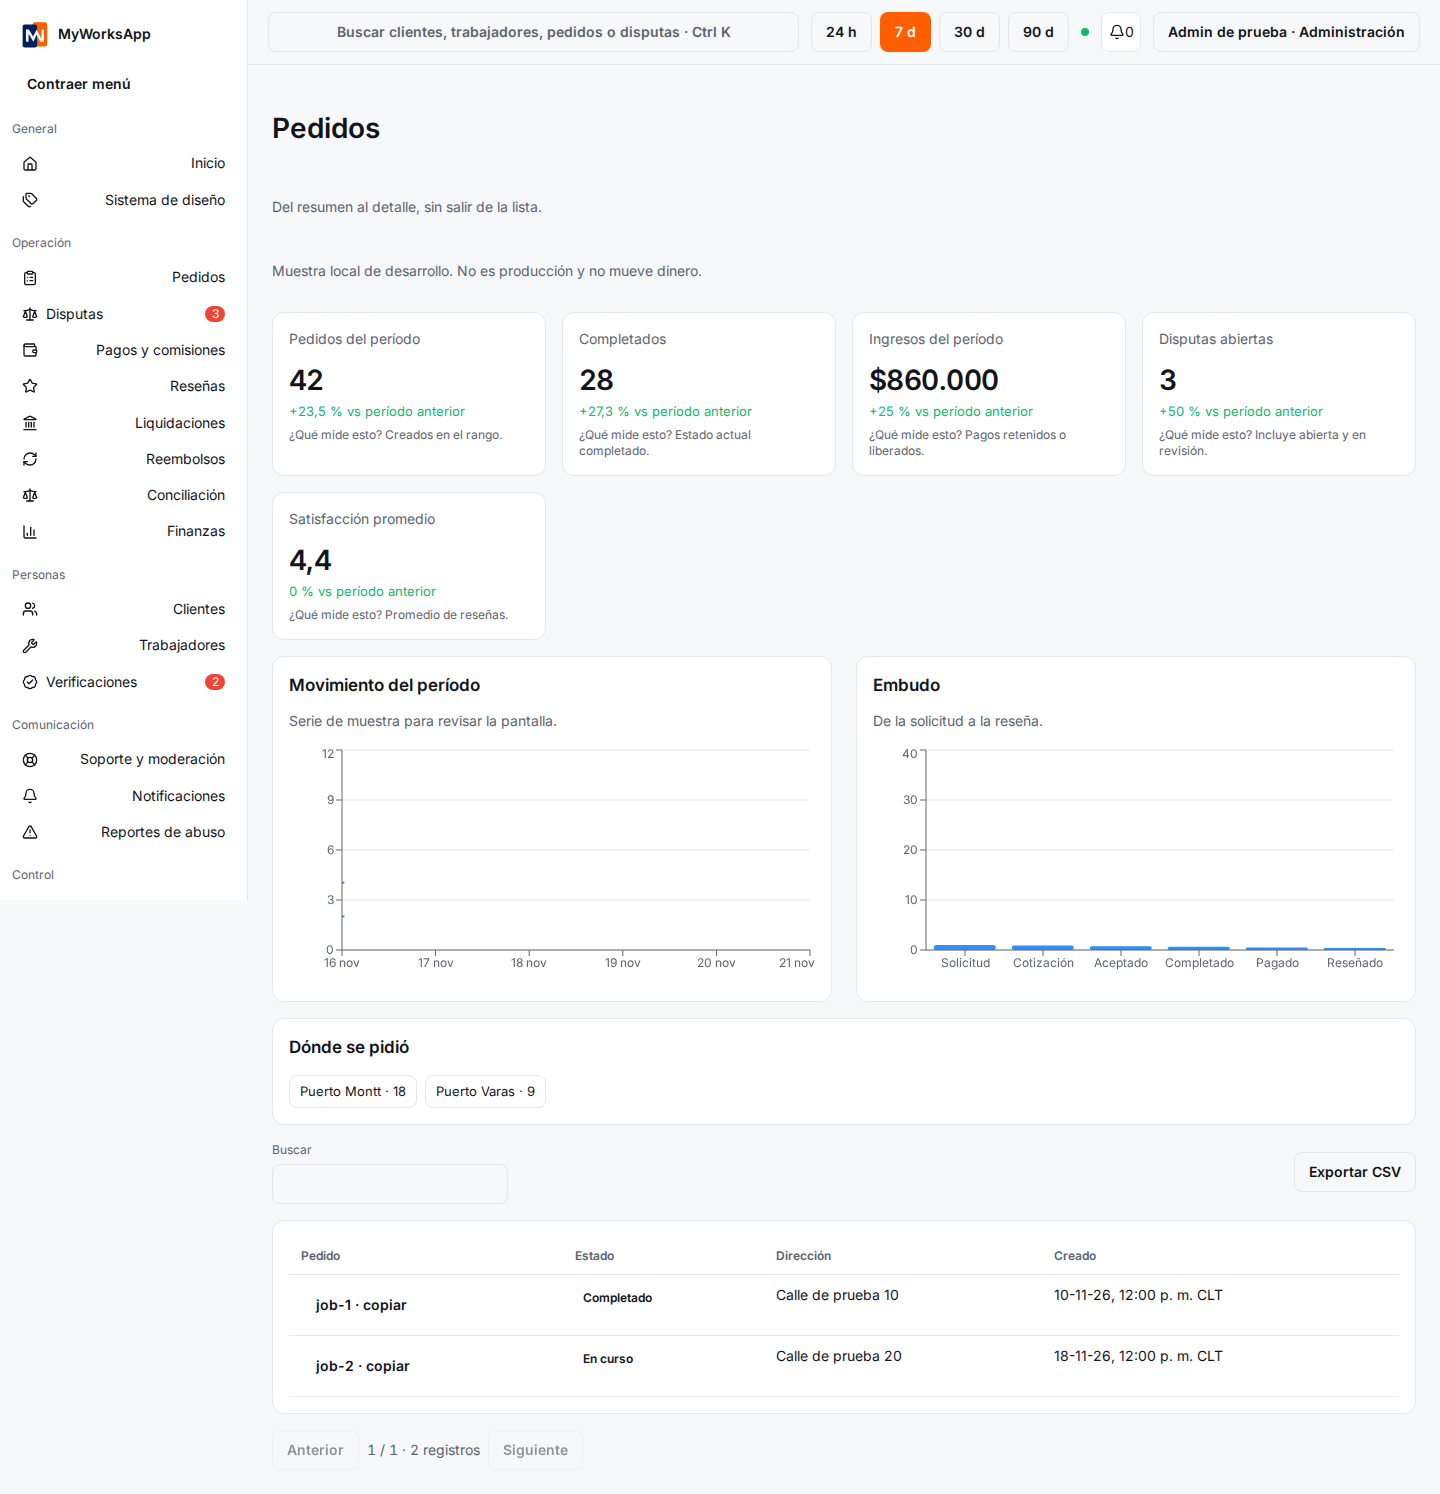 MyWorksApp
Contraer menú
General
Inicio
Sistema de diseño
Operación
Pedidos
Disputas 3
Pagos y comisiones
Reseñas
Liquidaciones
Reembolsos
Conciliación
Finanzas
Personas
Clientes
Trabajadores
Verificaciones 2
Comunicación
Soporte y moderación
Notificaciones
Reportes de abuso
Control
Buscar clientes, trabajadores, pedidos o disputas · Ctrl K
24 h
7 d
30 d
90 d
0
Admin de prueba · Administración
Pedidos
Del resumen al detalle, sin salir de la lista.
Muestra local de desarrollo. No es producción y no mueve dinero.
Pedidos del período
42
+23,5 % vs período anterior
¿Qué mide esto? Creados en el rango.
Completados
28
+27,3 % vs período anterior
¿Qué mide esto? Estado actual
completado.
Ingresos del período
$860.000
+25 % vs período anterior
¿Qué mide esto? Pagos retenidos o
liberados.
Disputas abiertas
3
+50 % vs período anterior
¿Qué mide esto? Incluye abierta y en
revisión.
Satisfacción promedio
4,4
0 % vs período anterior
¿Qué mide esto? Promedio de reseñas.
Movimiento del período
Serie de muestra para revisar la pantalla.
12
9
6
3
0
16 nov 17 nov 18 nov 19 nov 20 nov 21 nov
Embudo
De la solicitud a la reseña.
40
30
20
10
0
Solicitud Cotización Aceptado Completado Pagado Reseñado
Dónde se pidió
Puerto Montt · 18
Puerto Varas · 9
Buscar
Exportar CSV
Pedido Estado Dirección Creado
job-1 · copiar Completado Calle de prueba 10 10-11-26, 12:00 p. m. CLT
job-2 · copiar En curso Calle de prueba 20 18-11-26, 12:00 p. m. CLT
Anterior 1 / 1 · 2 registros Siguiente